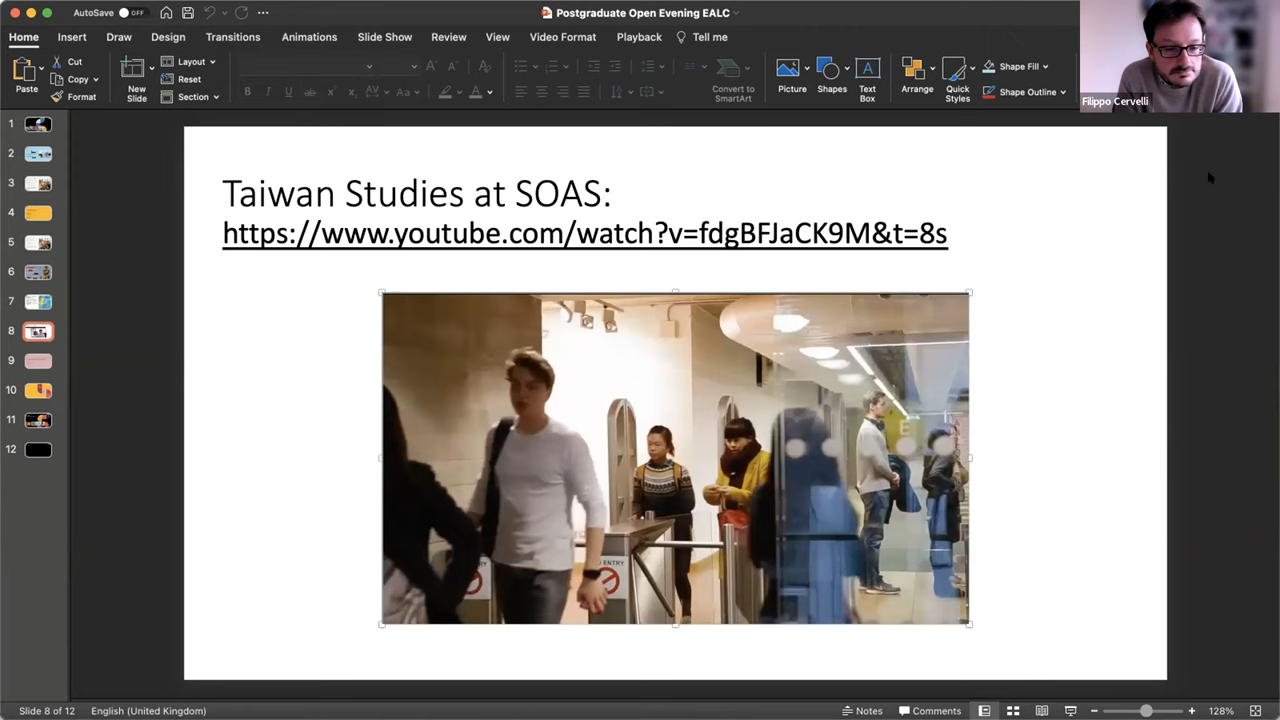 AutoSave OFF
Postgraduate Open Evening EALC
Home Insert Draw Design Transitions Animations Slide Show Review View Video Format Playback Tell me
Paste
Cut
Copy
Format
New Slide
Layout
Reset
Section
Convert to SmartArt
Picture
Shapes
Text Box
Arrange
Quick Styles
Shape Fill
Shape Outline
Filippo Cervelli
1
2
3
4
5
6
7
8
9
10
11
12
Taiwan Studies at SOAS:
https://www.youtube.com/watch?v=fdgBFJaCK9M&t=8s
ENTRY
Slide 8 of 12
English (United Kingdom)
Notes
Comments
128%